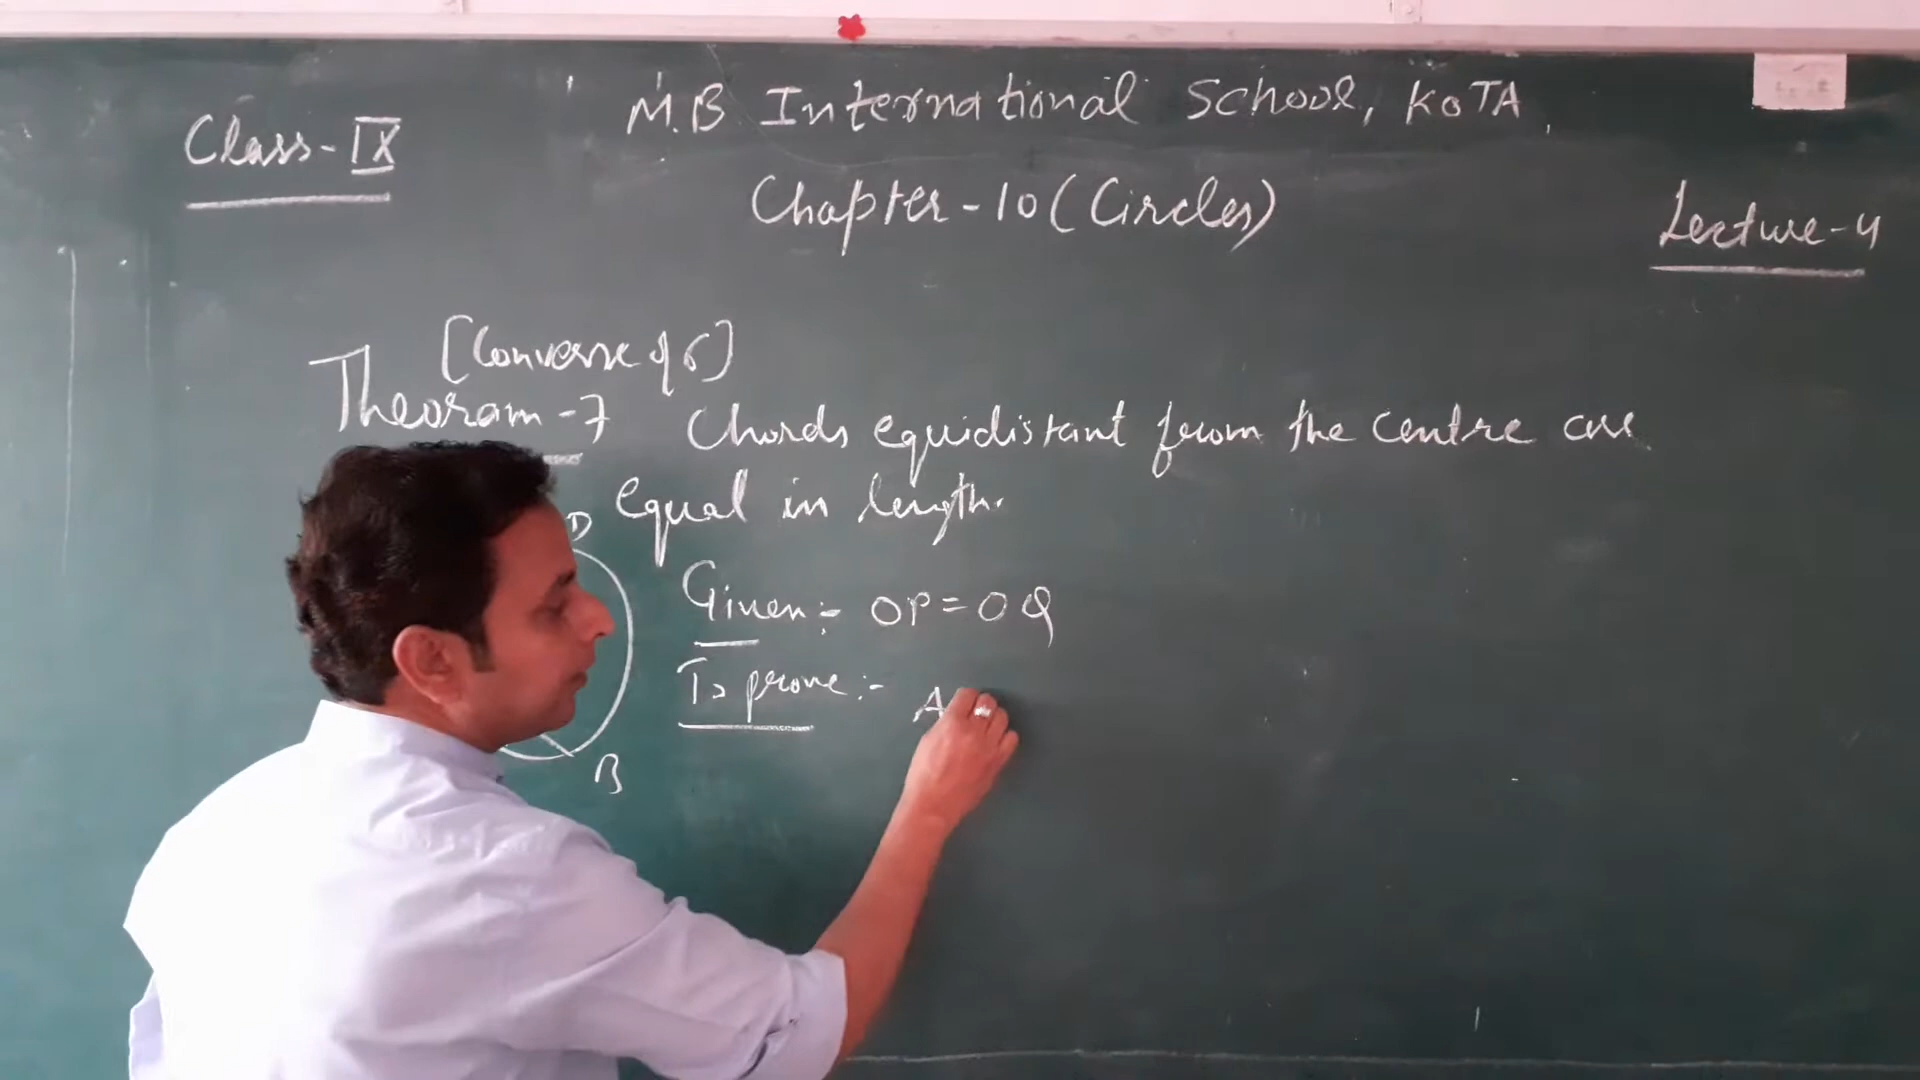 M.B International School, KOTA
Class-IX
Chapter-10 (Circles)
Lecture-4
[Converse of 6]
Theoram-7 Chords equidistant from the centre are
equal in length.
D
Given:- OP=OQ
To prove:- A
B